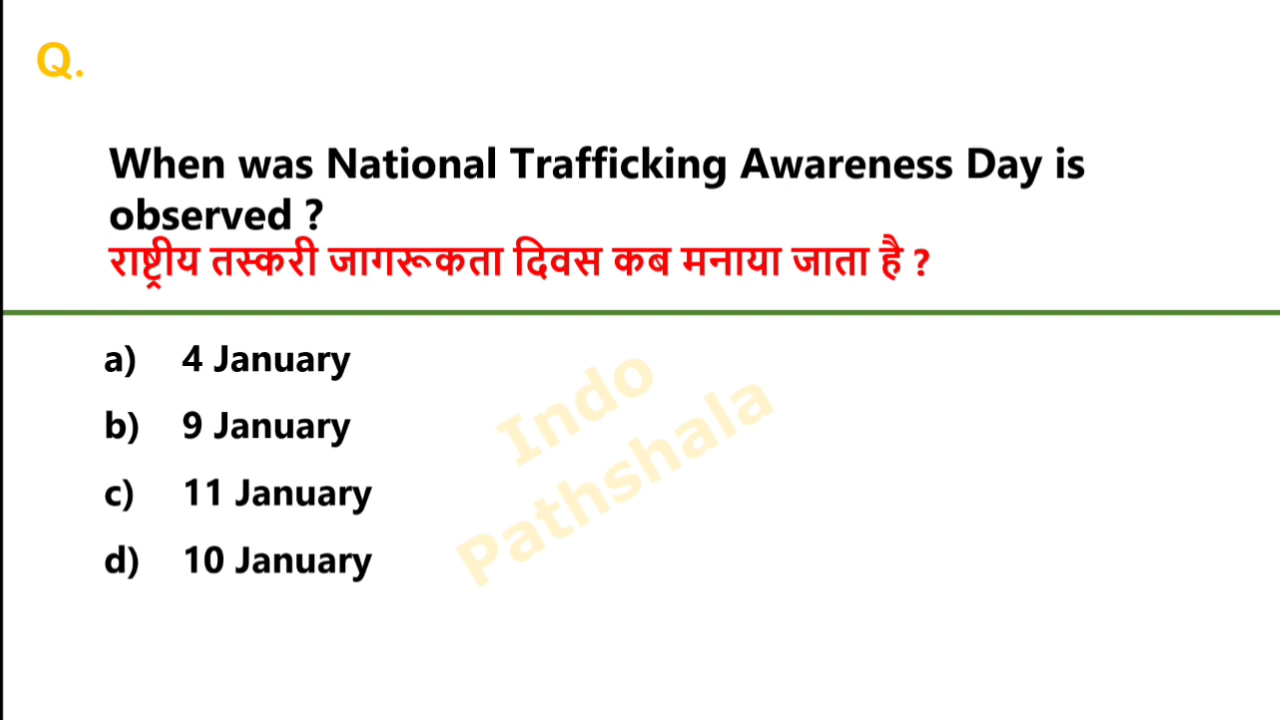 Q.
When was National Trafficking Awareness Day is
observed ?
राष्ट्रीय तस्करी जागरूकता दिवस कब मनाया जाता है ?
a) 4 January
b) 9 January
c) 11 January
d) 10 January
Indo
Pathshala